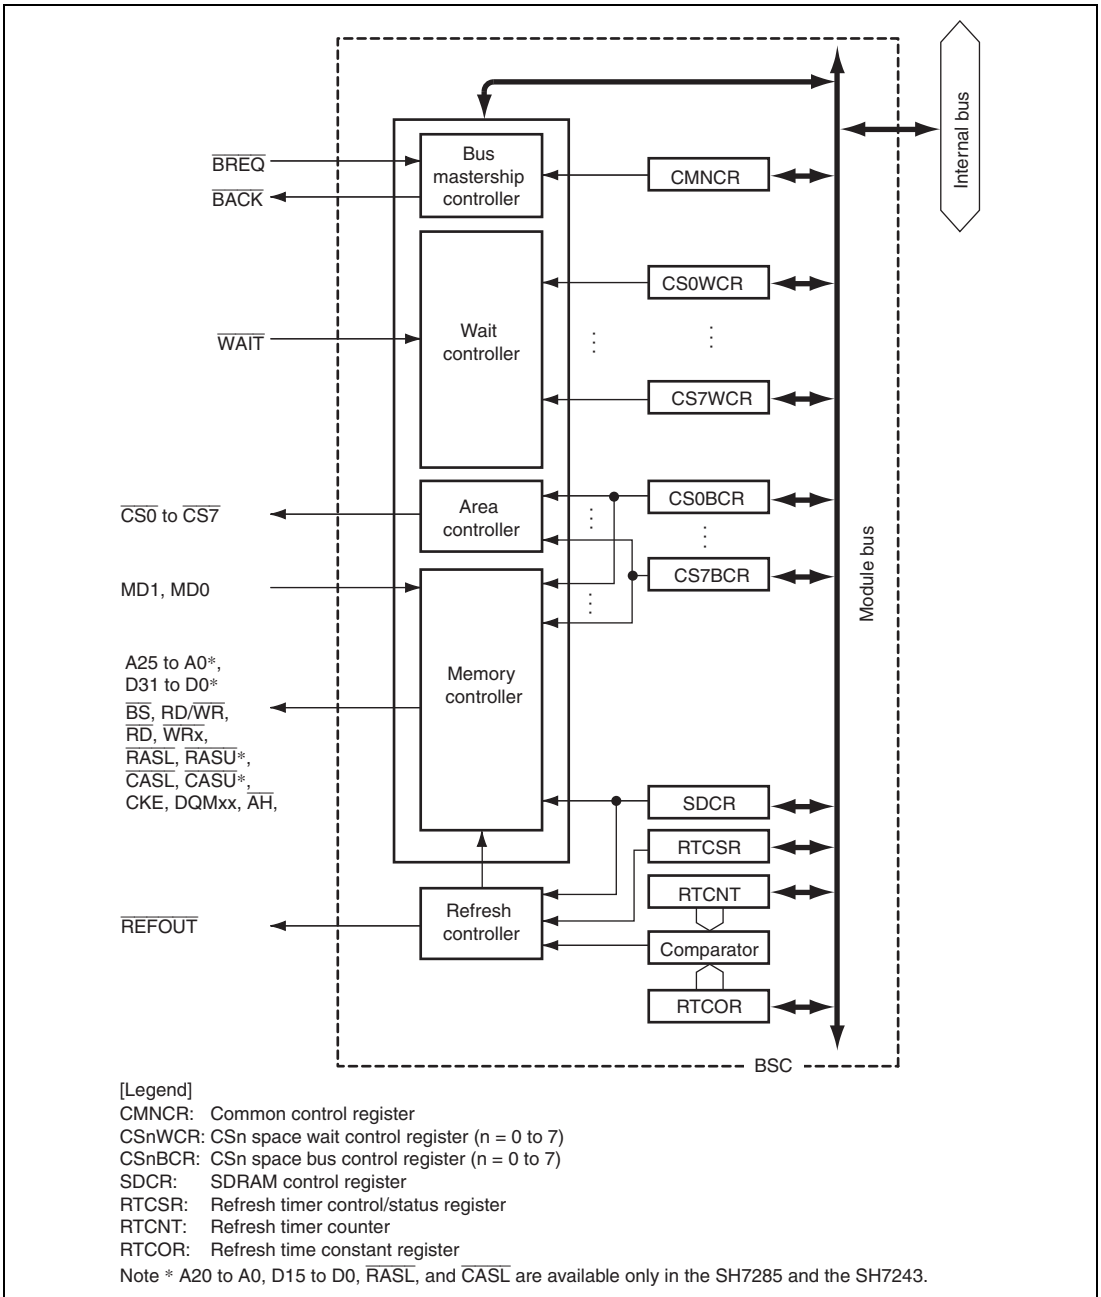 Internal bus
BREQ
BACK
Bus
mastership
controller
CMNCR
CS0WCR
WAIT
Wait
controller
CS7WCR
CS0 to CS7
Area
controller
CS0BCR
CS7BCR
Module bus
MD1, MD0
A25 to A0*,
D31 to D0*
BS, RD/WR,
RD, WRx,
RASL, RASU*,
CASL, CASU*,
CKE, DQMxx, AH,
Memory
controller
SDCR
RTCSR
RTCNT
REFOUT
Refresh
controller
Comparator
RTCOR
BSC
[Legend]
CMNCR: Common control register
CSnWCR: CSn space wait control register (n = 0 to 7)
CSnBCR: CSn space bus control register (n = 0 to 7)
SDCR: SDRAM control register
RTCSR: Refresh timer control/status register
RTCNT: Refresh timer counter
RTCOR: Refresh time constant register
Note * A20 to A0, D15 to D0, RASL, and CASL are available only in the SH7285 and the SH7243.